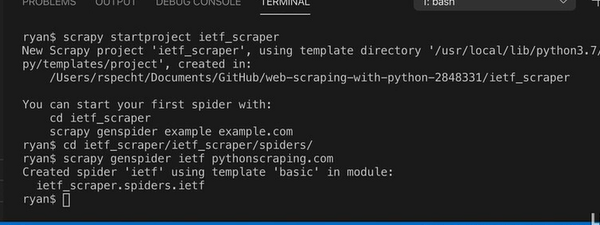 PROBLEMS OUTPUT DEBUG CONSOLE TERMINAL 1: bash
ryan$ scrapy startproject ietf_scraper
New Scrapy project 'ietf_scraper', using template directory '/usr/local/lib/python3.7/
py/templates/project', created in:
    /Users/rspecht/Documents/GitHub/web-scraping-with-python-2848331/ietf_scraper

You can start your first spider with:
    cd ietf_scraper
    scrapy genspider example example.com
ryan$ cd ietf_scraper/ietf_scraper/spiders/
ryan$ scrapy genspider ietf pythonscraping.com
Created spider 'ietf' using template 'basic' in module:
  ietf_scraper.spiders.ietf
ryan$